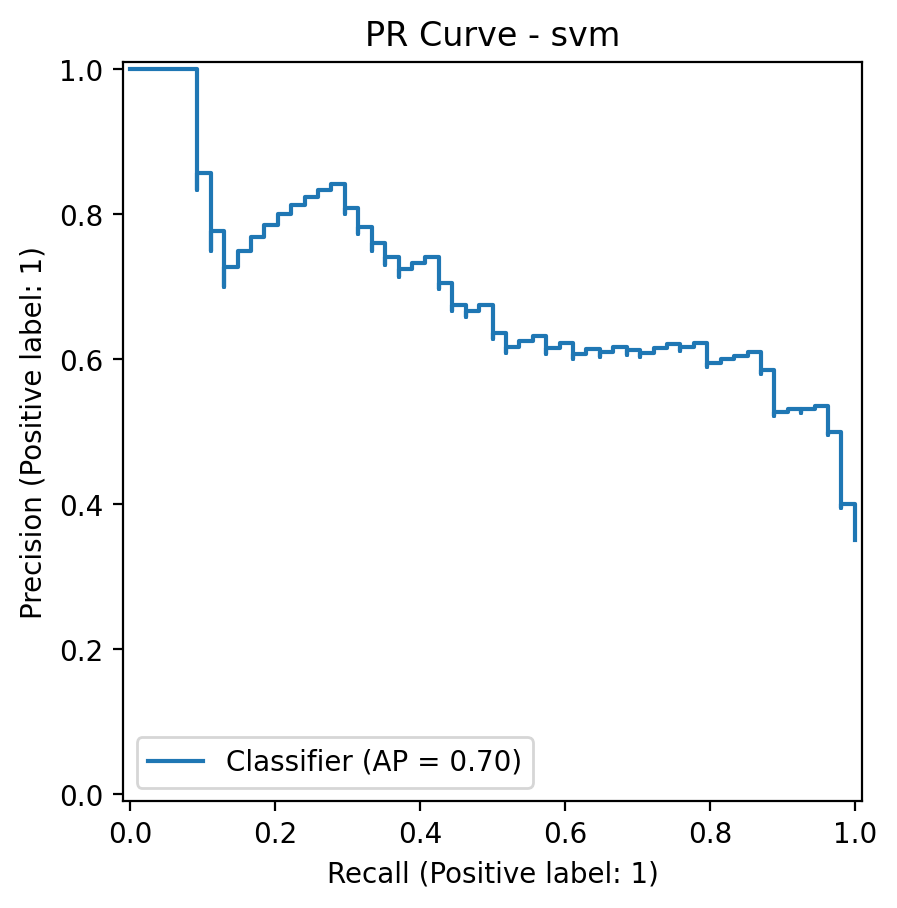 PR Curve - svm
1.0
0.8
0.6
0.4
0.2
0.0
Precision (Positive label: 1)
Classifier (AP = 0.70)
0.0 0.2 0.4 0.6 0.8 1.0
Recall (Positive label: 1)